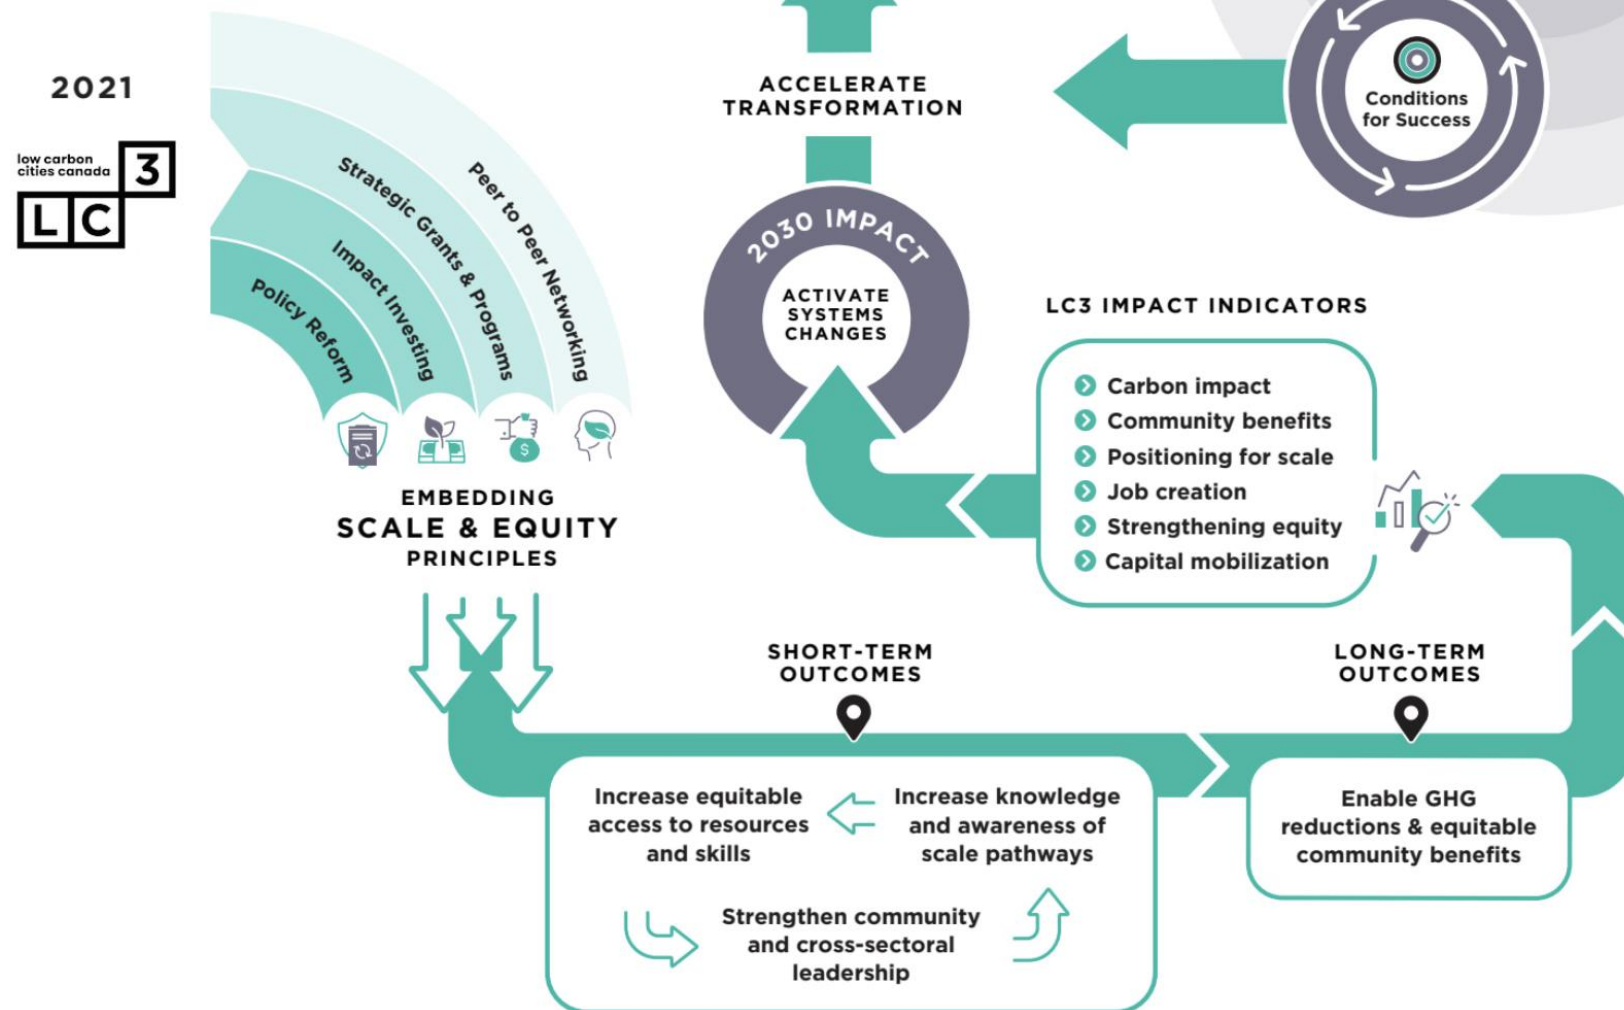 2021
low carbon
cities canada
3
LC
Peer to Peer Networking
Strategic Grants & Programs
Impact Investing
Policy Reform
EMBEDDING
SCALE & EQUITY
PRINCIPLES
ACCELERATE
TRANSFORMATION
Conditions
for Success
2030 IMPACT
ACTIVATE
SYSTEMS
CHANGES
LC3 IMPACT INDICATORS
Carbon impact
Community benefits
Positioning for scale
Job creation
Strengthening equity
Capital mobilization
SHORT-TERM
OUTCOMES
Increase equitable
access to resources
and skills
Increase knowledge
and awareness of
scale pathways
Strengthen community
and cross-sectoral
leadership
LONG-TERM
OUTCOMES
Enable GHG
reductions & equitable
community benefits
$